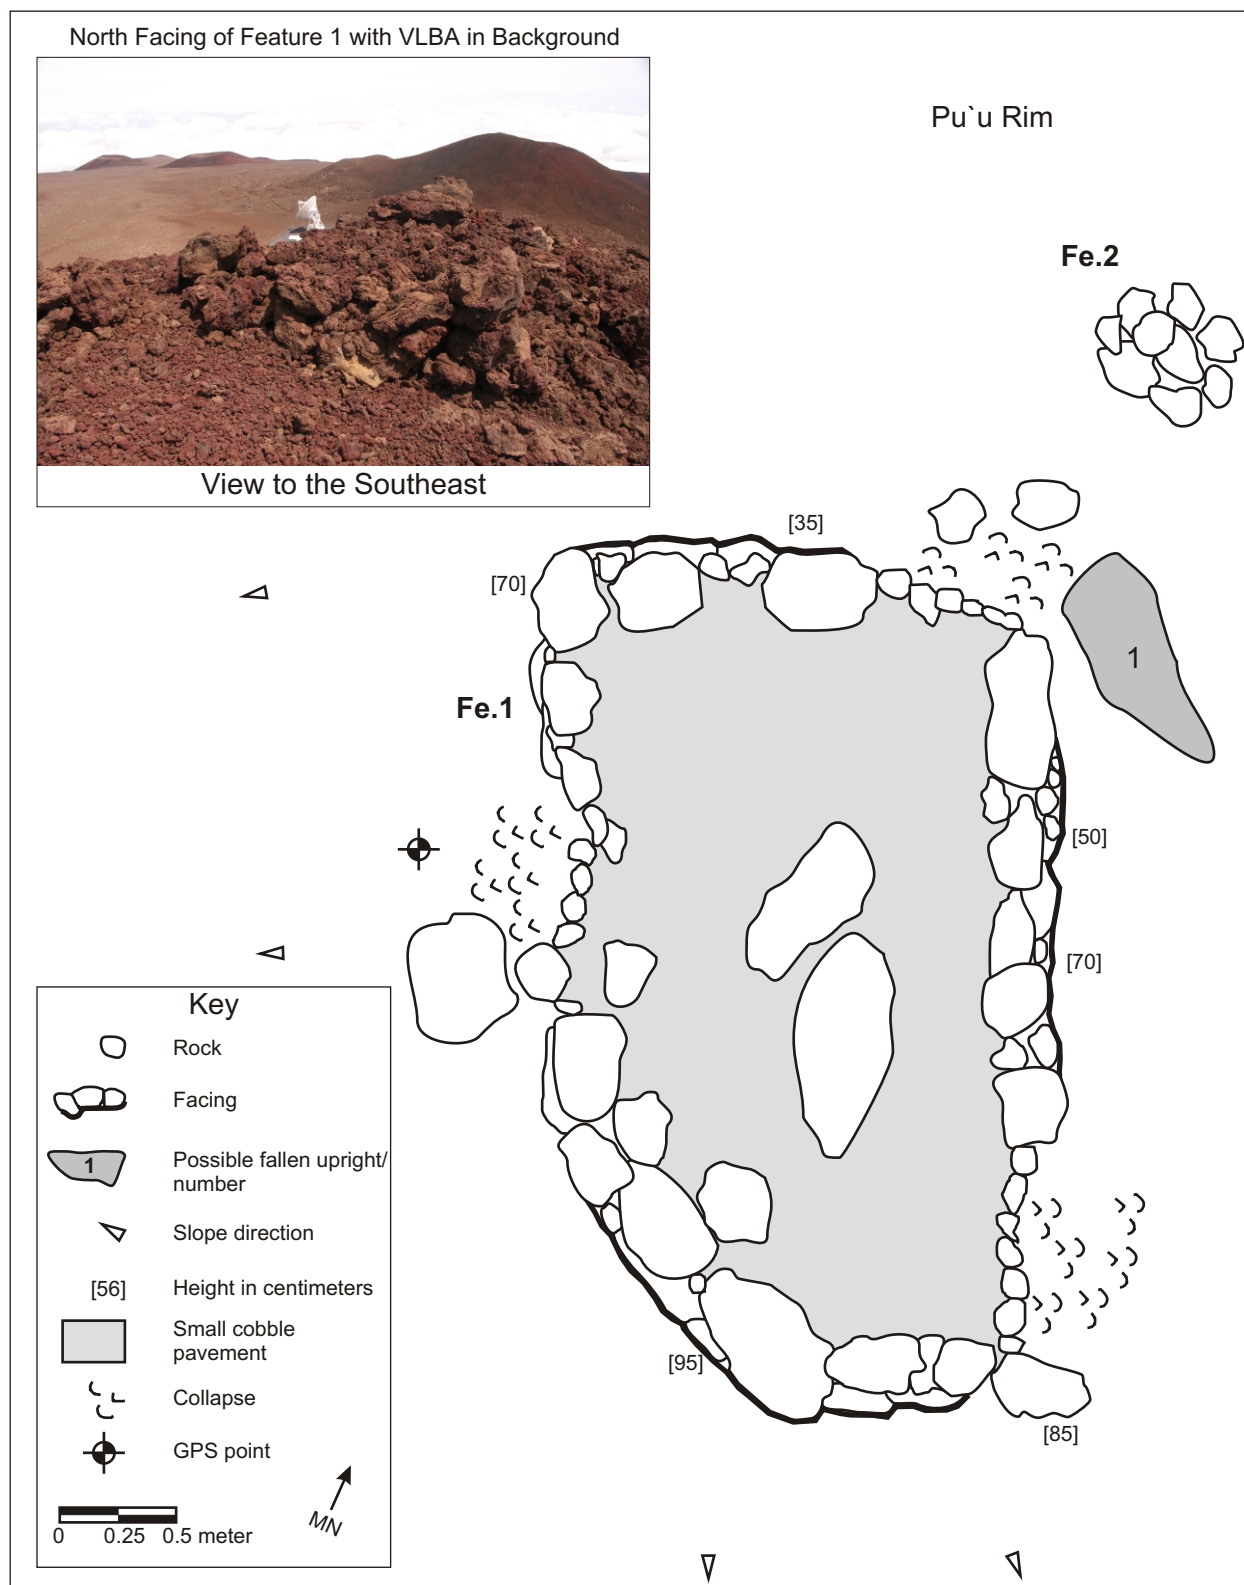 North Facing of Feature 1 with VLBA in Background
View to the Southeast
Pu`u Rim
Fe.2
[35]
[70]
1
Fe.1
[50]
[70]
[95]
[85]
Key
Rock
Facing
1
Possible fallen upright/
number
Slope direction
[56]
Height in centimeters
Small cobble
pavement
Collapse
GPS point
MN
0
0.25
0.5 meter